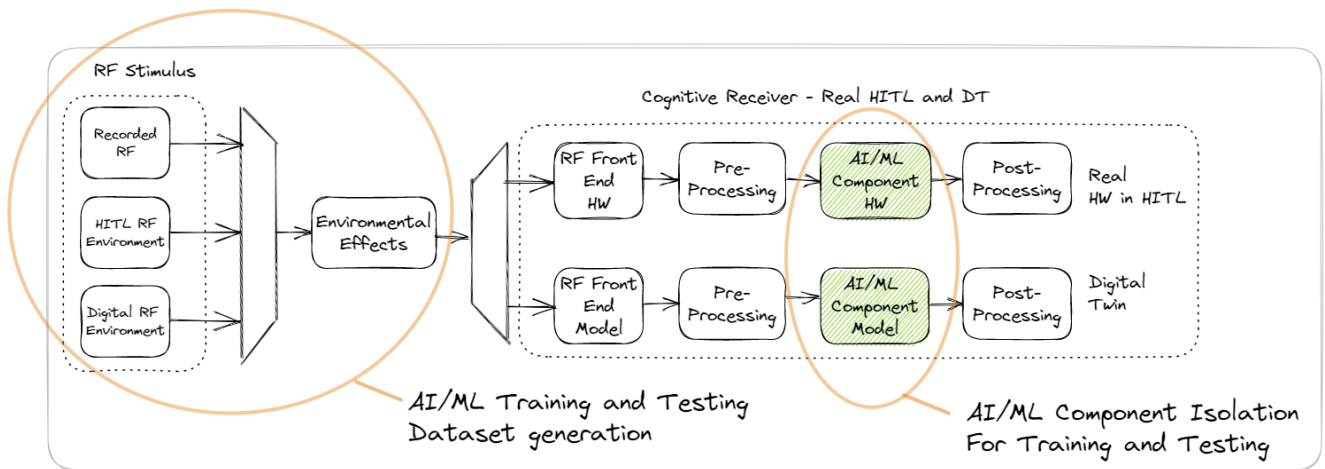 RF Stimulus
Recorded
RF
HITL RF
Environment
Digital RF
Environment
Environmental
Effects
Cognitive Receiver - Real HITL and DT
RF Front
End
HW
Pre-
Processing
AI/ML
Component
HW
Post-
Processing
Real
HW in HITL
RF Front
End
Model
Pre-
Processing
AI/ML
Component
Model
Post-
Processing
Digital
Twin
AI/ML Training and Testing
Dataset generation
AI/ML Component Isolation
For Training and Testing